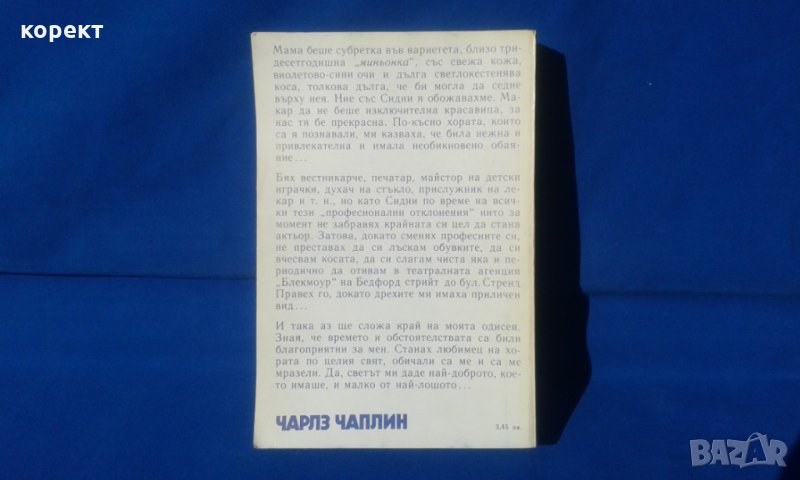 корект
Мама беше субретка във варietета, близо три-
десетгодишна „миньонка", със свежа кожа,
виолетово-сини очи и дълга светлокестенява
коса, толкова дълга, че би могла да седне
върху нея. Ние със Сидни я обожавахме. Ма-
кар да не беше изключителна красавица, за
нас тя бе прекрасна. По-късно хората, които
са я познавали, ми казваха, че била нежна и
привлекателна и имала необикновено обая-
ние...
Бях вестникарче, печатар, майстор на детски
играчки, духач на стъкло, прислужник на ле-
кар и т. н., но като Сидни по време на всич-
ки тези „професионални отклонения" нито за
момент не забравях крайната си цел да стана
актьор. Затова, докато сменях професиите си,
не преставах да си лъскам обувките, да си
вчесвам косата, да си слагам чиста яка и пе-
риодично да отивам в театралната агенция
„Блекмоур" на Бедфорд стрийт до бул. Стренд.
Правех го, докато дрехите ми имаха приличен
вид...
И така аз ще сложа край на моята одисея.
Зная, че времето и обстоятелствата са били
благоприятни за мен. Станах любимец на хо-
рата по целия свят, обичали са ме и са ме
мразели. Да, светът ми даде най-доброто, кое-
то имаше, и малко от най-лошото...
ЧАРЛЗ ЧАПЛИН
3,15 лв.
BAZAR